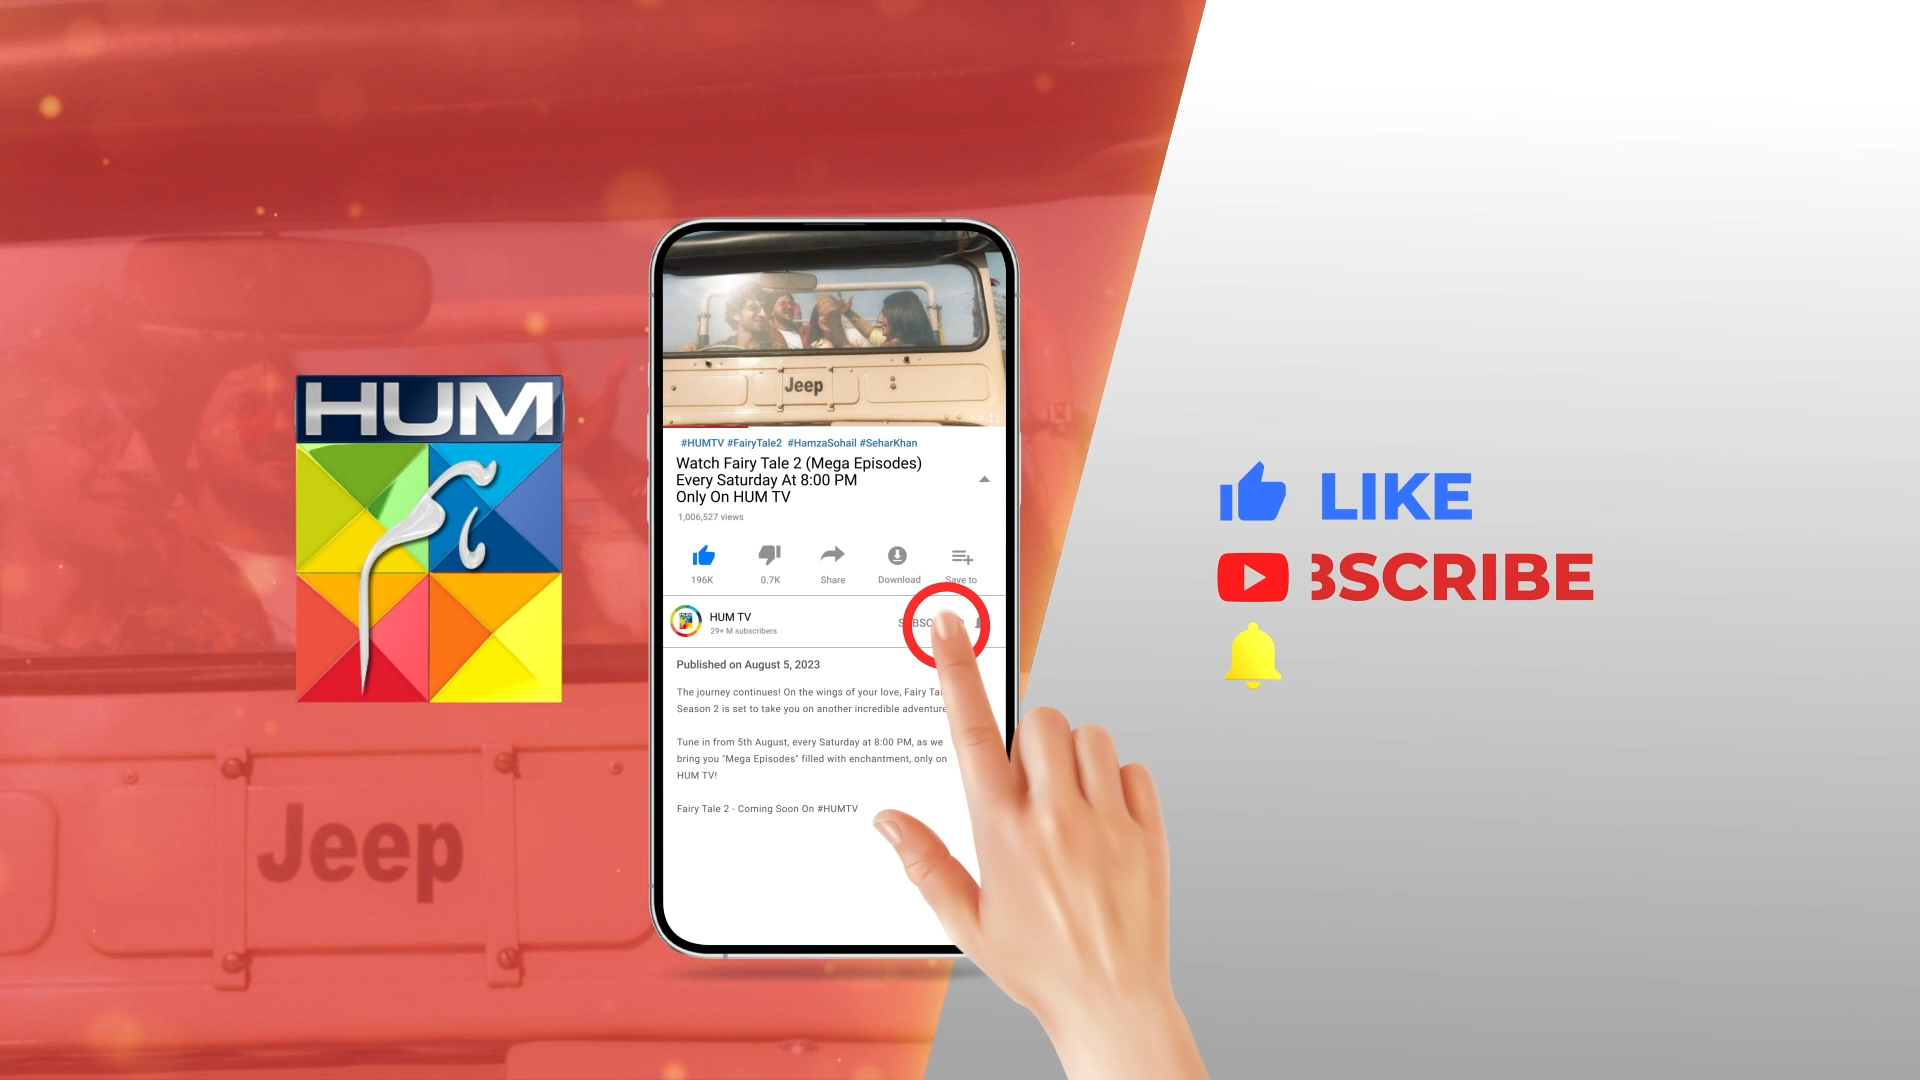 HUM
ہم
Jeep
Jeep
#HUMTV #FairyTale2 #HamzaSohail #SeharKhan
Watch Fairy Tale 2 (Mega Episodes)
Every Saturday At 8:00 PM
Only On HUM TV
1,006,527 views
196K
0.7K
Share
Download
Save to
HUM TV
29+ M subscribers
Published on August 5, 2023
The journey continues! On the wings of your love, Fairy
Season 2 is set to take you on another incredible adventure
Tune in from 5th August, every Saturday at 8:00 PM, as we
bring you "Mega Episodes" filled with enchantment, only on
HUM TV!
Fairy Tale 2 - Coming Soon On #HUMTV
LIKE
BSCRIBE